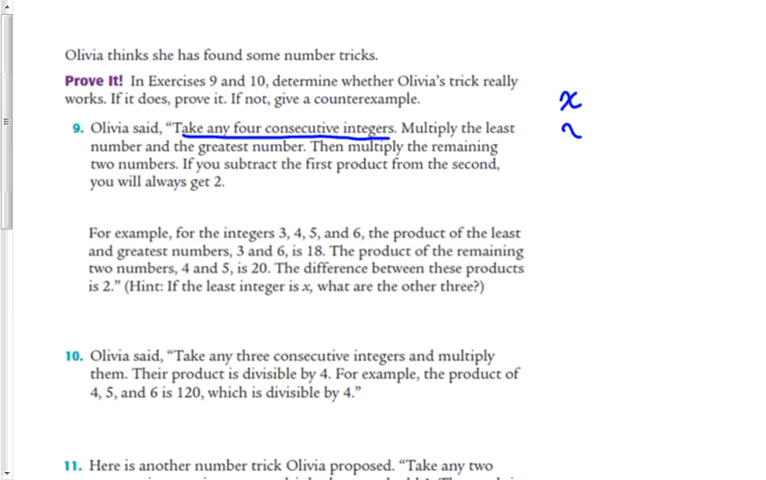 Olivia thinks she has found some number tricks.
Prove It! In Exercises 9 and 10, determine whether Olivia's trick really
works. If it does, prove it. If not, give a counterexample.
x
9. Olivia said, “Take any four consecutive integers. Multiply the least
number and the greatest number. Then multiply the remaining
two numbers. If you subtract the first product from the second,
you will always get 2.
For example, for the integers 3, 4, 5, and 6, the product of the least
and greatest numbers, 3 and 6, is 18. The product of the remaining
two numbers, 4 and 5, is 20. The difference between these products
is 2.” (Hint: If the least integer is x, what are the other three?)
10. Olivia said, “Take any three consecutive integers and multiply
them. Their product is divisible by 4. For example, the product of
4, 5, and 6 is 120, which is divisible by 4.”
11. Here is another number trick Olivia proposed. “Take any two